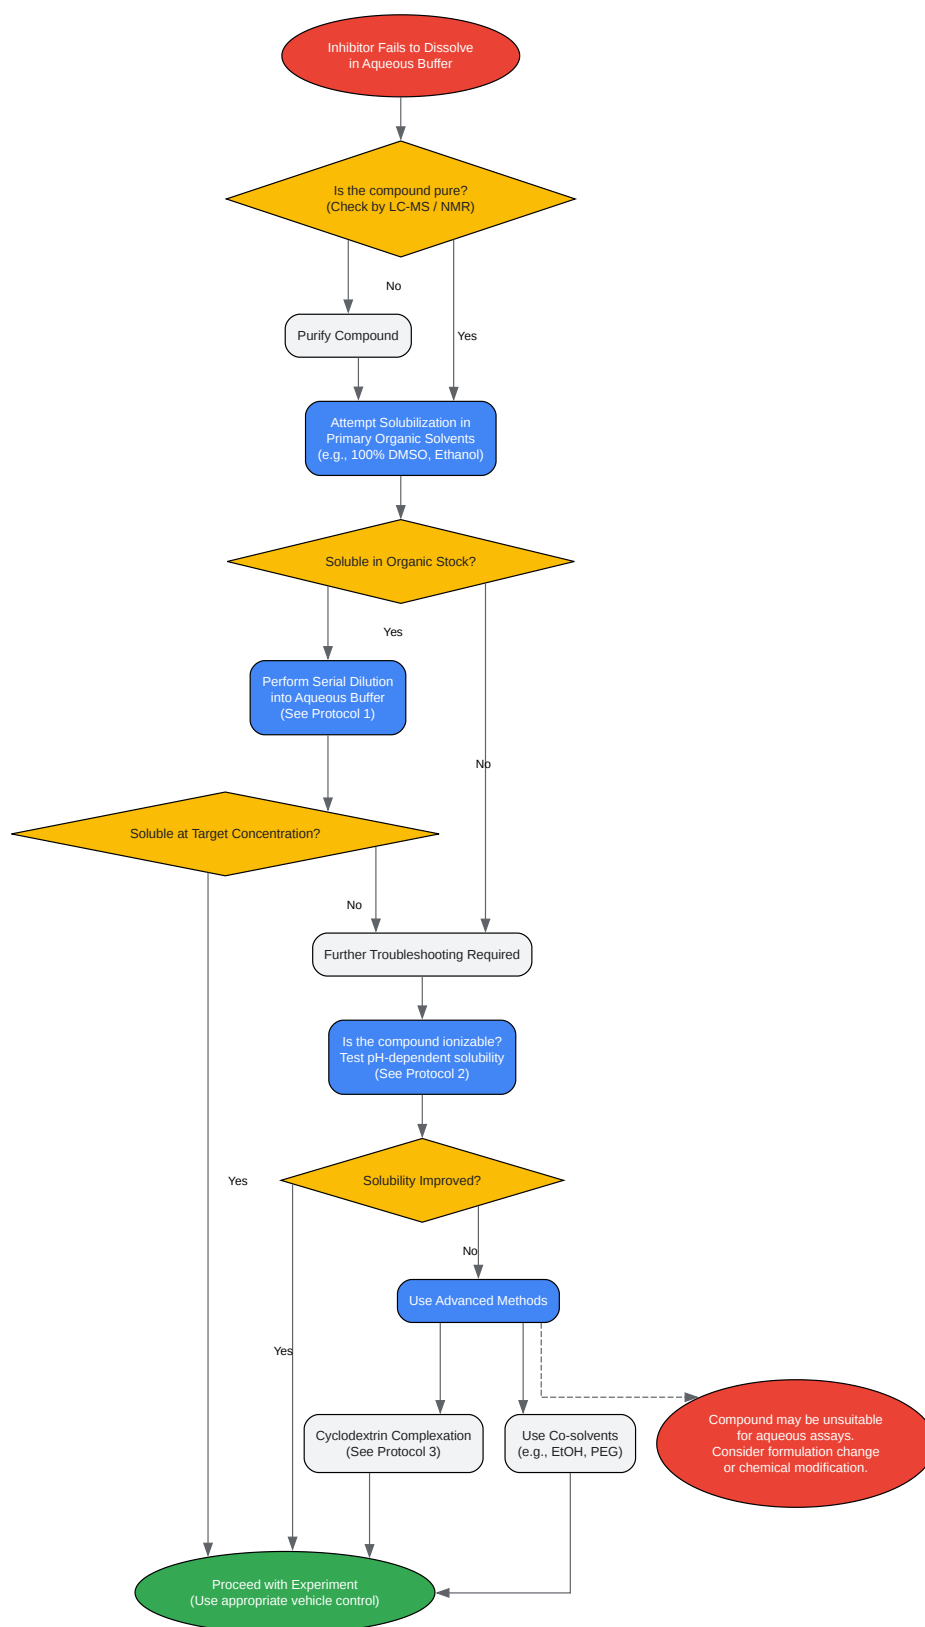 Inhibitor Fails to Dissolve
in Aqueous Buffer
Is the compound pure?
(Check by LC-MS / NMR)
No
Yes
Purify Compound
Attempt Solubilization in
Primary Organic Solvents
(e.g., 100% DMSO, Ethanol)
Soluble in Organic Stock?
Yes
Perform Serial Dilution
into Aqueous Buffer
(See Protocol 1)
No
Soluble at Target Concentration?
No
Further Troubleshooting Required
Is the compound ionizable?
Test pH-dependent solubility
(See Protocol 2)
Yes
Solubility Improved?
No
Use Advanced Methods
Yes
Cyclodextrin Complexation
(See Protocol 3)
Use Co-solvents
(e.g., EtOH, PEG)
Compound may be unsuitable
for aqueous assays.
Consider formulation change
or chemical modification.
Proceed with Experiment
(Use appropriate vehicle control)